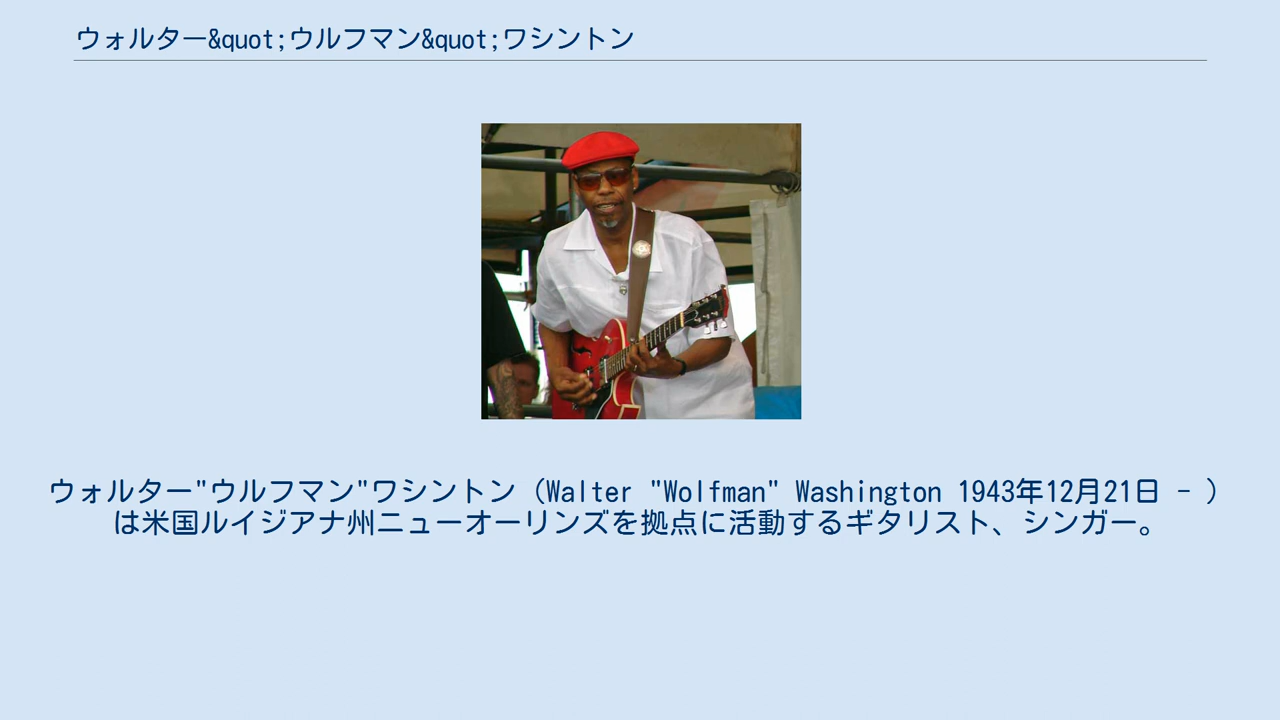 ウォルター&quot;ウルフマン&quot;ワシントン
ウォルター"ウルフマン"ワシントン（Walter "Wolfman" Washington 1943年12月21日 - ）
は米国ルイジアナ州ニューオーリンズを拠点に活動するギタリスト、シンガー。